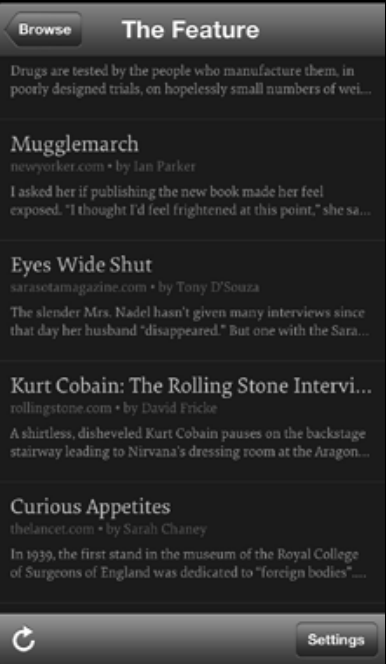 Browse
The Feature
Drugs are tested by the people who manufacture them, in
poorly designed trials, on hopelessly small numbers of wei...
Mugglemarch
newyorker.com • by Ian Parker
I asked her if publishing the new book made her feel
exposed. “I thought I’d feel frightened at this point,” she sa...
Eyes Wide Shut
sarasotamagazine.com • by Tony D’Souza
The slender Mrs. Nadel hasn’t given many interviews since
that day her husband “disappeared.” But one with the Sara...
Kurt Cobain: The Rolling Stone Intervi...
rollingstone.com • by David Fricke
A shirtless, disheveled Kurt Cobain pauses on the backstage
stairway leading to Nirvana’s dressing room at the Aragon...
Curious Appetites
thelancet.com • by Sarah Chaney
In 1939, the first stand in the museum of the Royal College
of Surgeons of England was dedicated to “foreign bodies”....
Settings